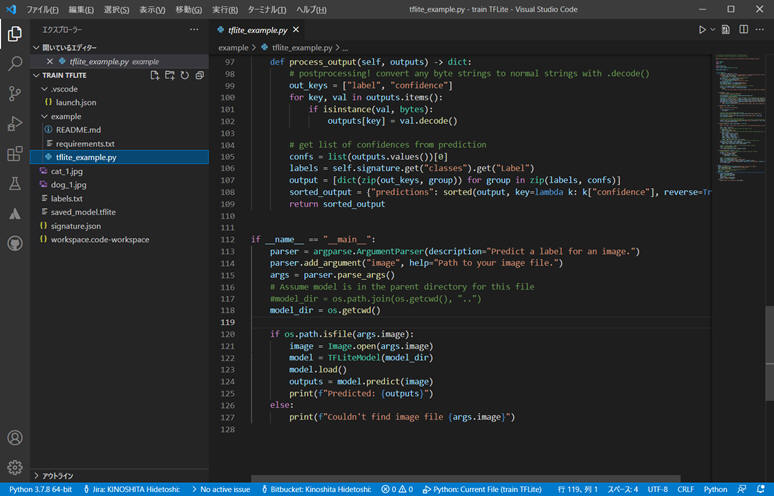 ファイル(F) 編集(E) 選択(S) 表示(V) 移動(G) 実行(R) ターミナル(T) ヘルプ(H) tflite_example.py - train TFLite - Visual Studio Code
エクスプローラー ...
開いているエディター
tflite_example.py example
TRAIN TFLITE
.vscode
launch.json
example
README.md
requirements.txt
tflite_example.py
cat_1.jpg
dog_1.jpg
labels.txt
saved_model.tflite
signature.json
workspace.code-workspace
アウトライン
tflite_example.py
example > tflite_example.py > ...
97 def process_output(self, outputs) -> dict:
98 # postprocessing! convert any byte strings to normal strings with .decode()
99 out_keys = ["label", "confidence"]
100 for key, val in outputs.items():
101 if isinstance(val, bytes):
102 outputs[key] = val.decode()
103
104 # get list of confidences from prediction
105 confs = list(outputs.values())[0]
106 labels = self.signature.get("classes").get("Label")
107 output = [dict(zip(out_keys, group)) for group in zip(labels, confs)]
108 sorted_output = {"predictions": sorted(output, key=lambda k: k["confidence"], reverse=Tr
109 return sorted_output
110
111
112 if __name__ == "__main__":
113 parser = argparse.ArgumentParser(description="Predict a label for an image.")
114 parser.add_argument("image", help="Path to your image file.")
115 args = parser.parse_args()
116 # Assume model is in the parent directory for this file
117 #model_dir = os.path.join(os.getcwd(), "..")
118 model_dir = os.getcwd()
119
120 if os.path.isfile(args.image):
121 image = Image.open(args.image)
122 model = TFLiteModel(model_dir)
123 model.load()
124 outputs = model.predict(image)
125 print(f"Predicted: {outputs}")
126 else:
127 print(f"Couldn't find image file {args.image}")
128
Python 3.7.8 64-bit Jira: KINOSHITA Hidetoshi: No active issue Bitbucket: Kinoshita Hidetoshi: 0 0 Python: Current File (train TFLite) 行 119、列 1 スペース: 4 UTF-8 CRLF Python